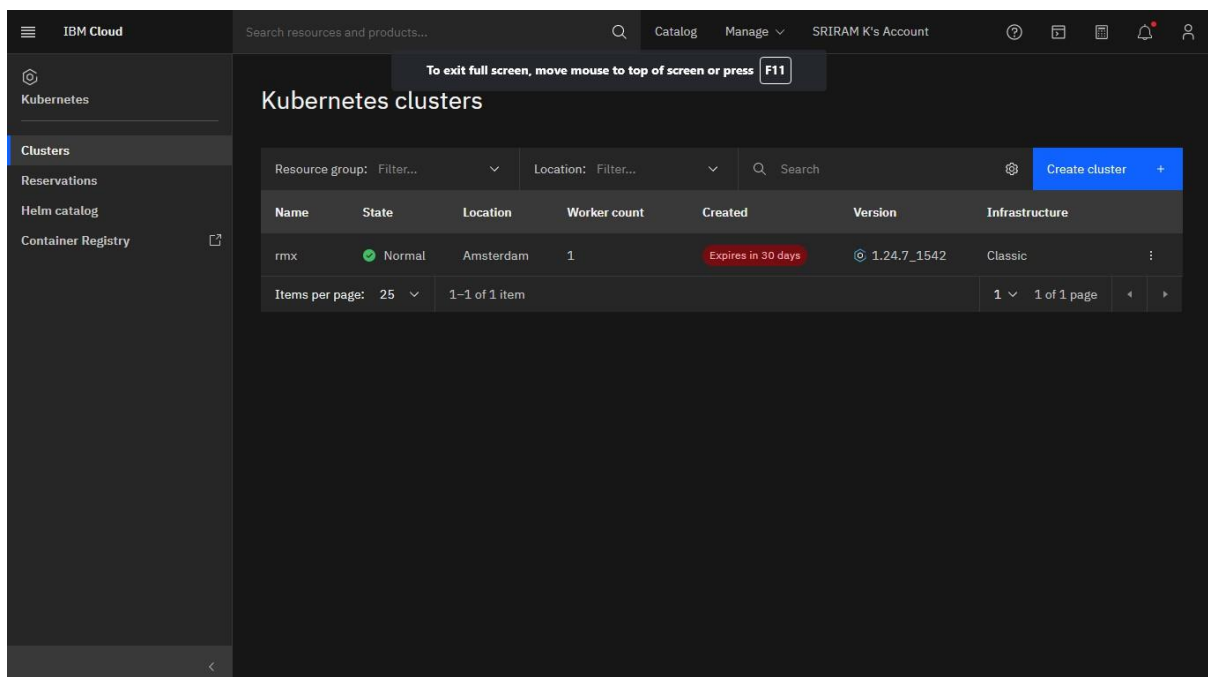 IBM Cloud
Search resources and products...
Catalog
Manage
SRIRAM K's Account
To exit full screen, move mouse to top of screen or press F11
Kubernetes
Kubernetes clusters
Clusters
Reservations
Helm catalog
Container Registry
Resource group: Filter...
Location: Filter...
Search
Create cluster +
Name State Location Worker count Created Version Infrastructure
rmx Normal Amsterdam 1 Expires in 30 days 1.24.7_1542 Classic
Items per page: 25 1–1 of 1 item 1 1 of 1 page